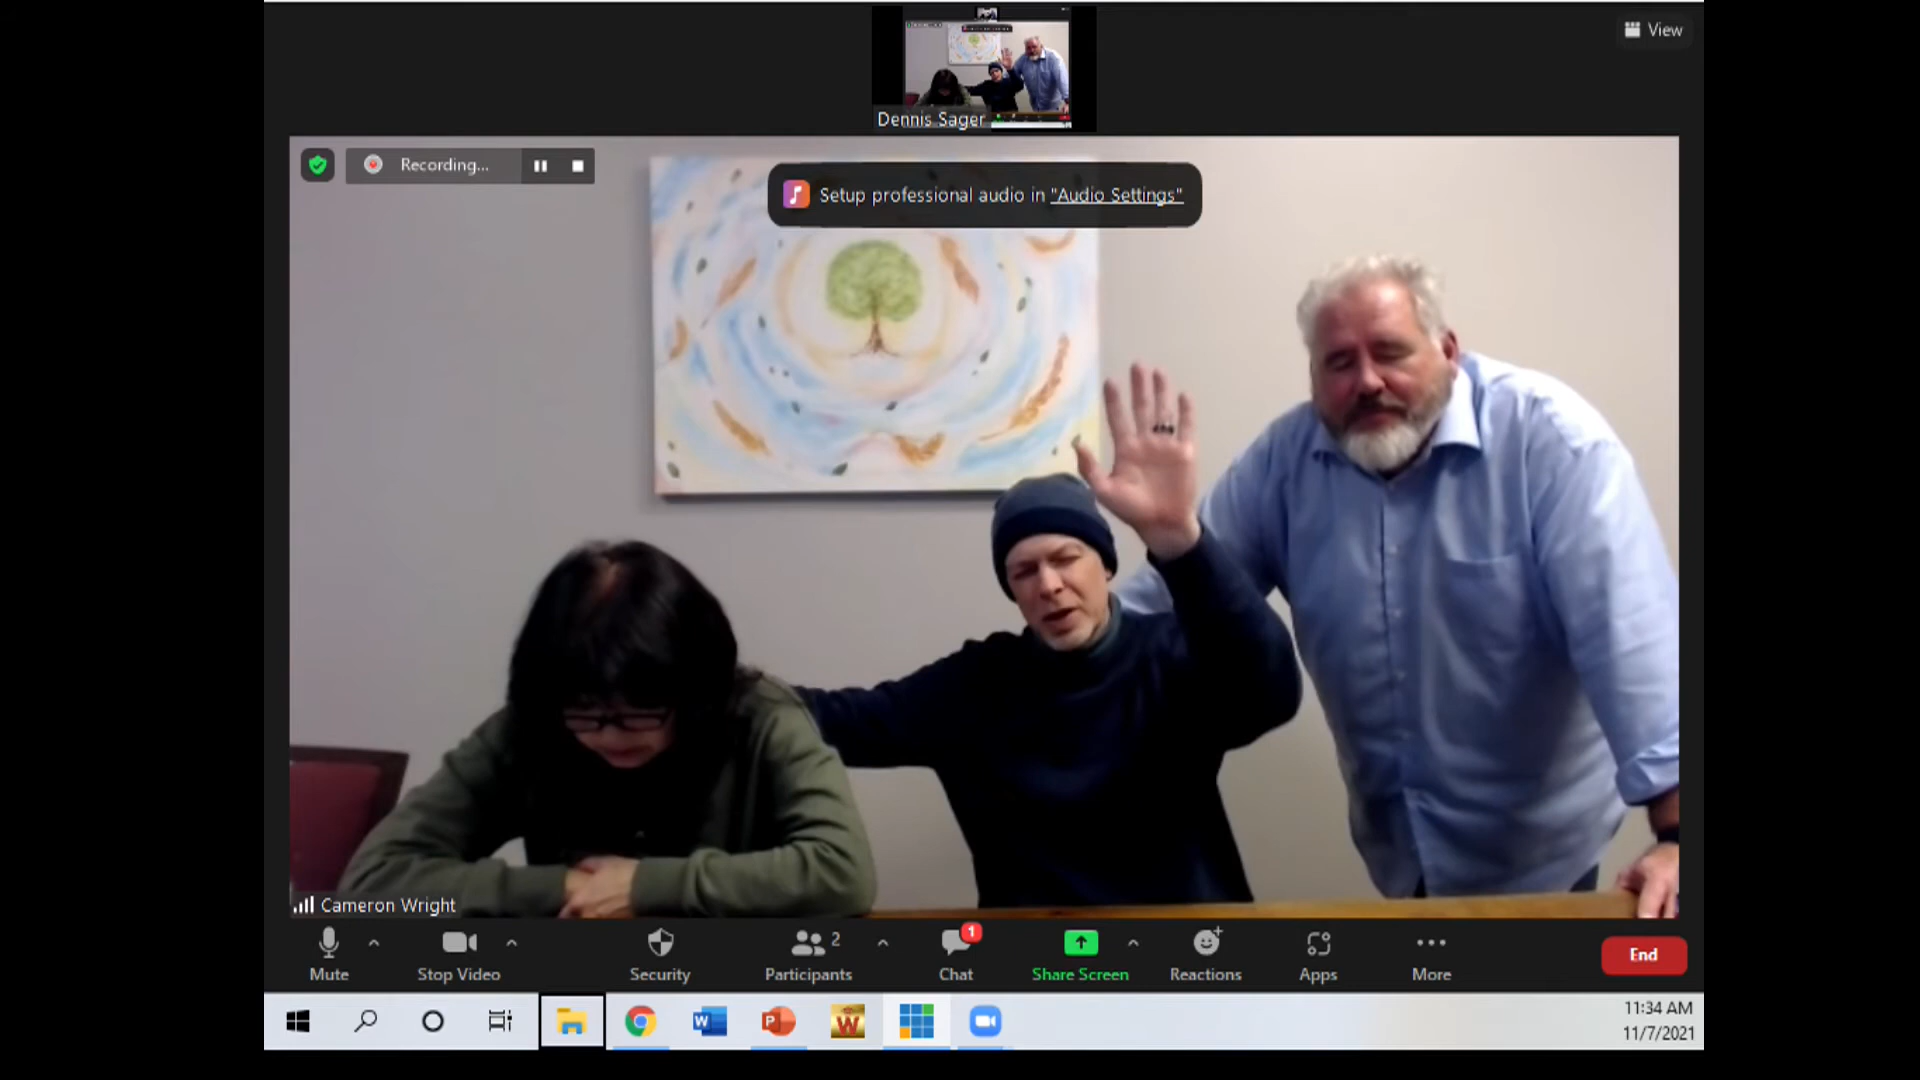 View
Dennis Sager
Recording...
Setup professional audio in "Audio Settings"
Cameron Wright
Mute
Stop Video
Security
2
Participants
1
Chat
Share Screen
Reactions
Apps
More
End
W
P
W
11:34 AM
11/7/2021